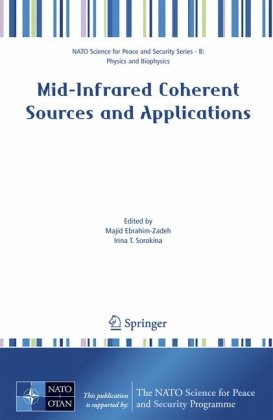 NATO Science for Peace and Security Series - B:
Physics and Biophysics
Mid-Infrared Coherent
Sources and Applications
Edited by
Majid Ebrahim-Zadeh
Irina T. Sorokina
Springer
NATO
OTAN
This publication
is supported by:
The NATO Science for Peace
and Security Programme